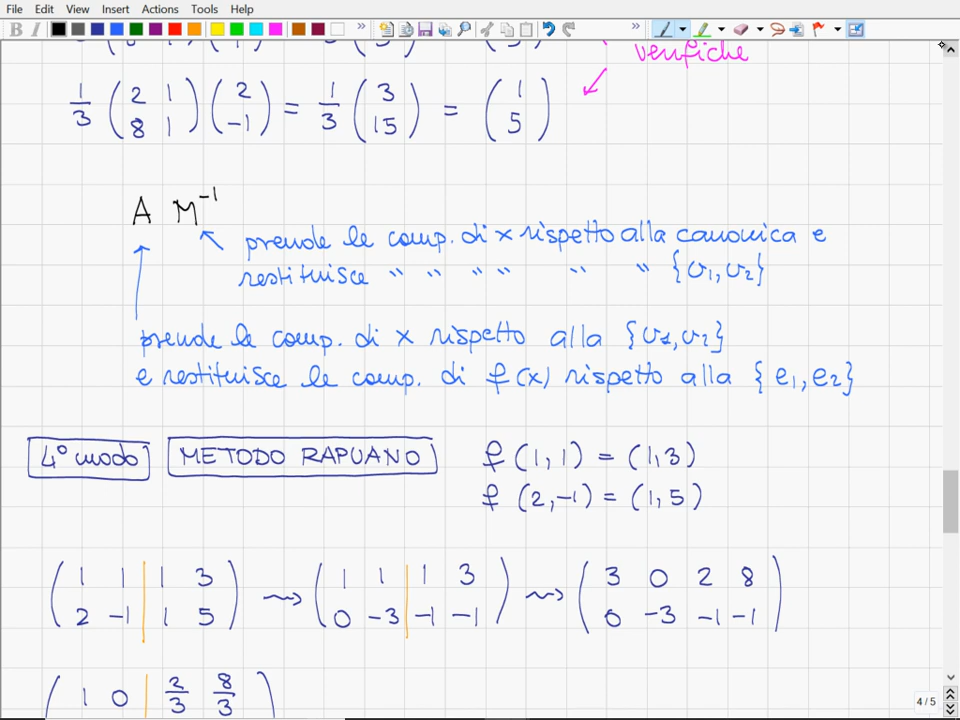 File Edit View Insert Actions Tools Help
B I
verifiche
1/3 (2 1; 8 1) (2; -1) = 1/3 (3; 15) = (1; 5)
A M⁻¹
prende le comp. di x rispetto alla canonica e
restituisce " " " " " " {v₁, v₂}
prende le comp. di x rispetto alla {v₁, v₂}
e restituisce le comp. di f(x) rispetto alla {e₁, e₂}
4° modo METODO RAPUANO f(1,1) = (1,3)
f(2,-1) = (1,5)
(1 1 | 1 3; 2 -1 | 1 5) ⇝ (1 1 | 1 3; 0 -3 | -1 -1) ⇝ (3 0 2 8; 0 -3 -1 -1)
(1 0 | 2/3 8/3)
4 / 5